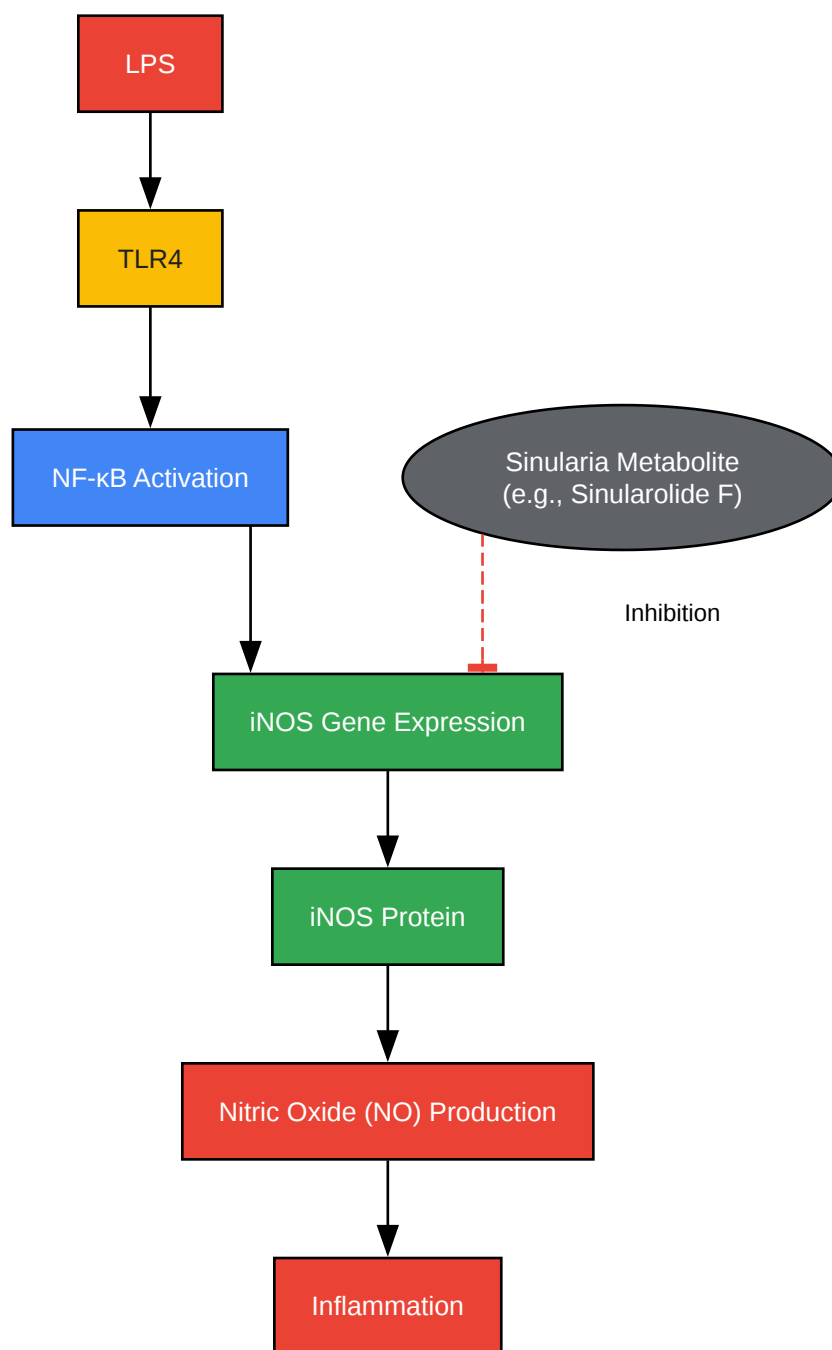 LPS
TLR4
NF-κB Activation
Sinularia Metabolite
(e.g., Sinularolide F)
Inhibition
iNOS Gene Expression
iNOS Protein
Nitric Oxide (NO) Production
Inflammation